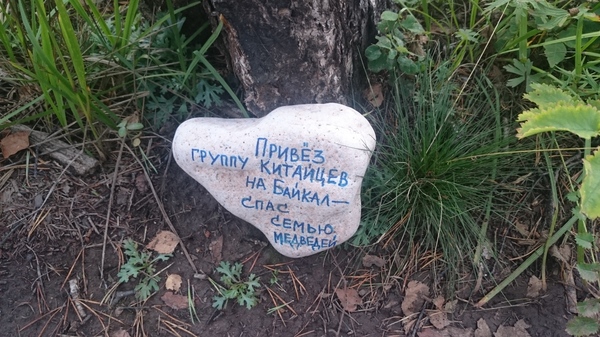 Привёз
группу китайцев
на Байкал —
спас
семью
медведей